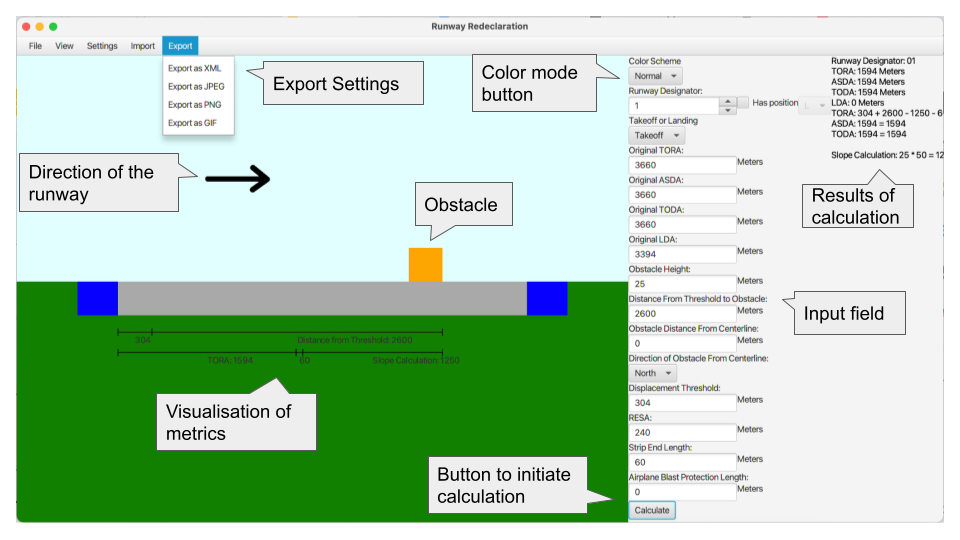 Runway Redeclaration
File View Settings Import Export
Export as XML
Export as JPEG
Export as PNG
Export as GIF
Export Settings
Direction of the
runway
Obstacle
304
Distance from Threshold: 2600
TORA: 1594
60
Slope Calculation: 1250
Visualisation of
metrics
Color mode
button
Color Scheme
Normal
Runway Designator:
1
Has position
L
Takeoff or Landing
Takeoff
Original TORA:
3660 Meters
Original ASDA:
3660 Meters
Original TODA:
3660 Meters
Original LDA:
3394 Meters
Obstacle Height:
25 Meters
Distance From Threshold to Obstacle:
2600 Meters
Obstacle Distance From Centerline:
0 Meters
Direction of Obstacle From Centerline:
North
Displacement Threshold:
304 Meters
RESA:
240 Meters
Strip End Length:
60 Meters
Airplane Blast Protection Length:
0 Meters
Calculate
Button to initiate
calculation
Runway Designator: 01
TORA: 1594 Meters
ASDA: 1594 Meters
TODA: 1594 Meters
LDA: 0 Meters
TORA: 304 + 2600 - 1250 - 6
ASDA: 1594 = 1594
TODA: 1594 = 1594
Slope Calculation: 25 * 50 = 12
Results of
calculation
Input field